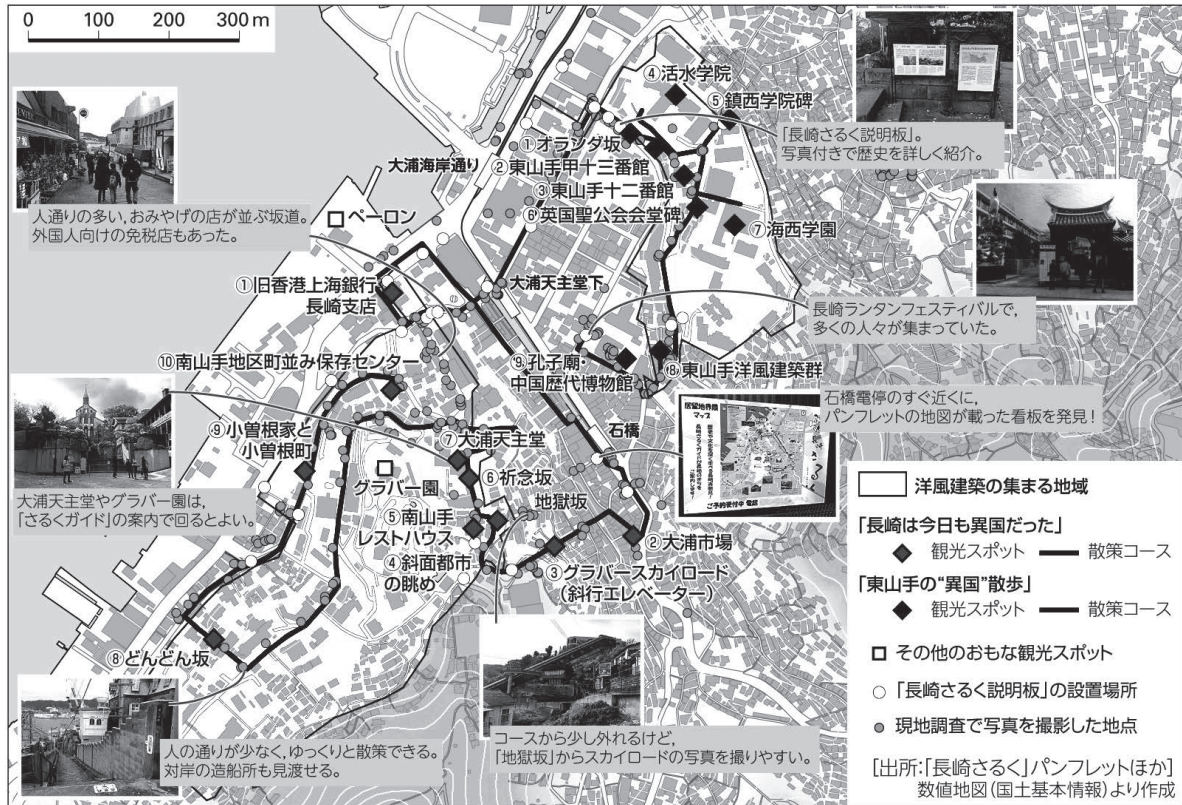 0 100 200 300 m
④活水学院
⑤鎮西学院碑
「長崎さるく説明板」。
写真付きで歴史を詳しく紹介。
①オランダ坂
大浦海岸通り
②東山手甲十三番館
③東山手十二番館
⑥英国聖公会会堂碑
人通りの多い,おみやげの店が並ぶ坂道。
外国人向けの免税店もあった。
ペーロン
⑦海西学園
①旧香港上海銀行
長崎支店
大浦天主堂下
長崎ランタンフェスティバルで,
多くの人々が集まっていた。
⑩南山手地区町並み保存センター
⑨孔子廟・
中国歴代博物館
⑧東山手洋風建築群
石橋電停のすぐ近くに,
パンフレットの地図が載った看板を発見!
石橋
居留地界隈
マップ
⑨小曽根家と
小曽根町
⑦大浦天主堂
グラバー園
⑥祈念坂
地獄坂
大浦天主堂やグラバー園は,
「さるくガイド」の案内で回るとよい。
⑤南山手
レストハウス
②大浦市場
④斜面都市
の眺め
③グラバースカイロード
(斜行エレベーター)
⑧どんどん坂
人の通りが少なく,ゆっくりと散策できる。
対岸の造船所も見渡せる。
コースから少し外れるけど,
「地獄坂」からスカイロードの写真を撮りやすい。
洋風建築の集まる地域
「長崎は今日も異国だった」
観光スポット 散策コース
「東山手の“異国”散歩」
観光スポット 散策コース
その他のおもな観光スポット
「長崎さるく説明板」の設置場所
現地調査で写真を撮影した地点
[出所:「長崎さるく」パンフレットほか]
数値地図(国土基本情報)より作成